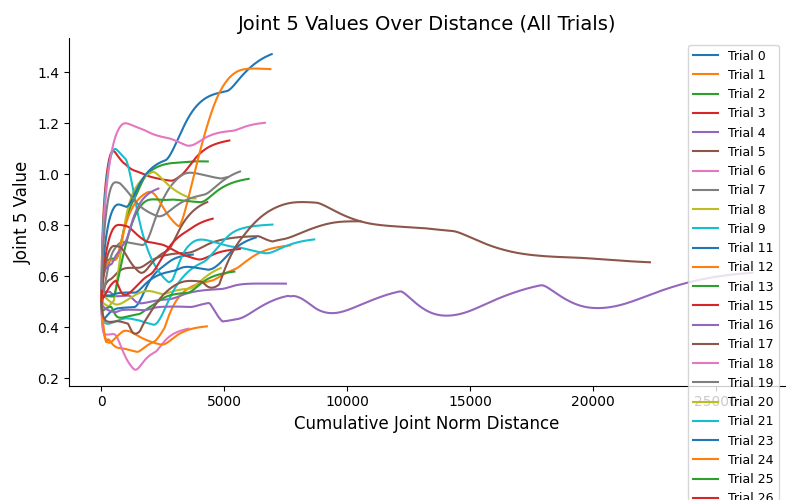 Joint 5 Values Over Distance (All Trials)
Joint 5 Value
1.4
1.2
1.0
0.8
0.6
0.4
0.2
0
5000
10000
15000
20000
25000
Cumulative Joint Norm Distance
Trial 0
Trial 1
Trial 2
Trial 3
Trial 4
Trial 5
Trial 6
Trial 7
Trial 8
Trial 9
Trial 11
Trial 12
Trial 13
Trial 15
Trial 16
Trial 17
Trial 18
Trial 19
Trial 20
Trial 21
Trial 23
Trial 24
Trial 25
Trial 26